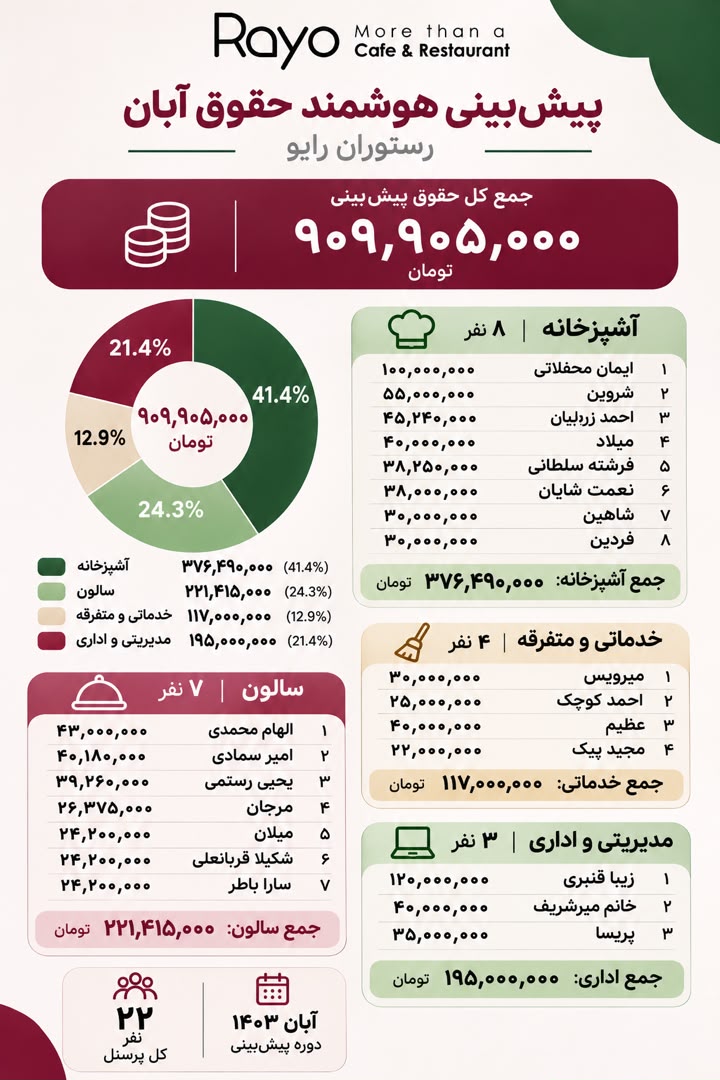 Rayo
More than a
Cafe & Restaurant
پیش‌بینی هوشمند حقوق آبان
رستوران رایو
جمع کل حقوق پیش‌بینی
۹۰۹,۹۰۵,۰۰۰
تومان
21.4%
41.4%
12.9%
24.3%
۹۰۹,۹۰۵,۰۰۰
تومان
آشپزخانه ۳۷۶,۴۹۰,۰۰۰ (41.4%)
سالون ۲۲۱,۴۱۵,۰۰۰ (24.3%)
خدماتی و متفرقه ۱۱۷,۰۰۰,۰۰۰ (12.9%)
مدیریتی و اداری ۱۹۵,۰۰۰,۰۰۰ (21.4%)
آشپزخانه | ۸ نفر
۱ ایمان محفلاتی ۱۰۰,۰۰۰,۰۰۰
۲ شروین ۵۵,۰۰۰,۰۰۰
۳ احمد زردلیان ۴۵,۲۴۰,۰۰۰
۴ میلاد ۴۰,۰۰۰,۰۰۰
۵ فرشته سلطانی ۳۸,۲۵۰,۰۰۰
۶ نعمت شایان ۳۸,۰۰۰,۰۰۰
۷ شاهین ۳۰,۰۰۰,۰۰۰
۸ فردین ۳۰,۰۰۰,۰۰۰
جمع آشپزخانه: ۳۷۶,۴۹۰,۰۰۰ تومان
خدماتی و متفرقه | ۴ نفر
۱ میرویس ۳۰,۰۰۰,۰۰۰
۲ احمد کوچک ۲۵,۰۰۰,۰۰۰
۳ عظیم ۴۰,۰۰۰,۰۰۰
۴ مجید پیک ۲۲,۰۰۰,۰۰۰
جمع خدماتی: ۱۱۷,۰۰۰,۰۰۰ تومان
سالون | ۷ نفر
۱ الهام محمدی ۴۳,۰۰۰,۰۰۰
۲ امیر سمادی ۴۰,۱۸۰,۰۰۰
۳ یحیی رستمی ۳۹,۲۶۰,۰۰۰
۴ مرجان ۲۶,۳۷۵,۰۰۰
۵ میلان ۲۴,۲۰۰,۰۰۰
۶ شکیلا قربانعلی ۲۴,۲۰۰,۰۰۰
۷ سارا باطر ۲۴,۲۰۰,۰۰۰
جمع سالون: ۲۲۱,۴۱۵,۰۰۰ تومان
مدیریتی و اداری | ۳ نفر
۱ زیبا قنبری ۱۲۰,۰۰۰,۰۰۰
۲ خانم میرشریف ۴۰,۰۰۰,۰۰۰
۳ پریسا ۳۵,۰۰۰,۰۰۰
جمع اداری: ۱۹۵,۰۰۰,۰۰۰ تومان
آبان ۱۴۰۳
دوره پیش‌بینی
۲۲
نفر
کل پرسنل